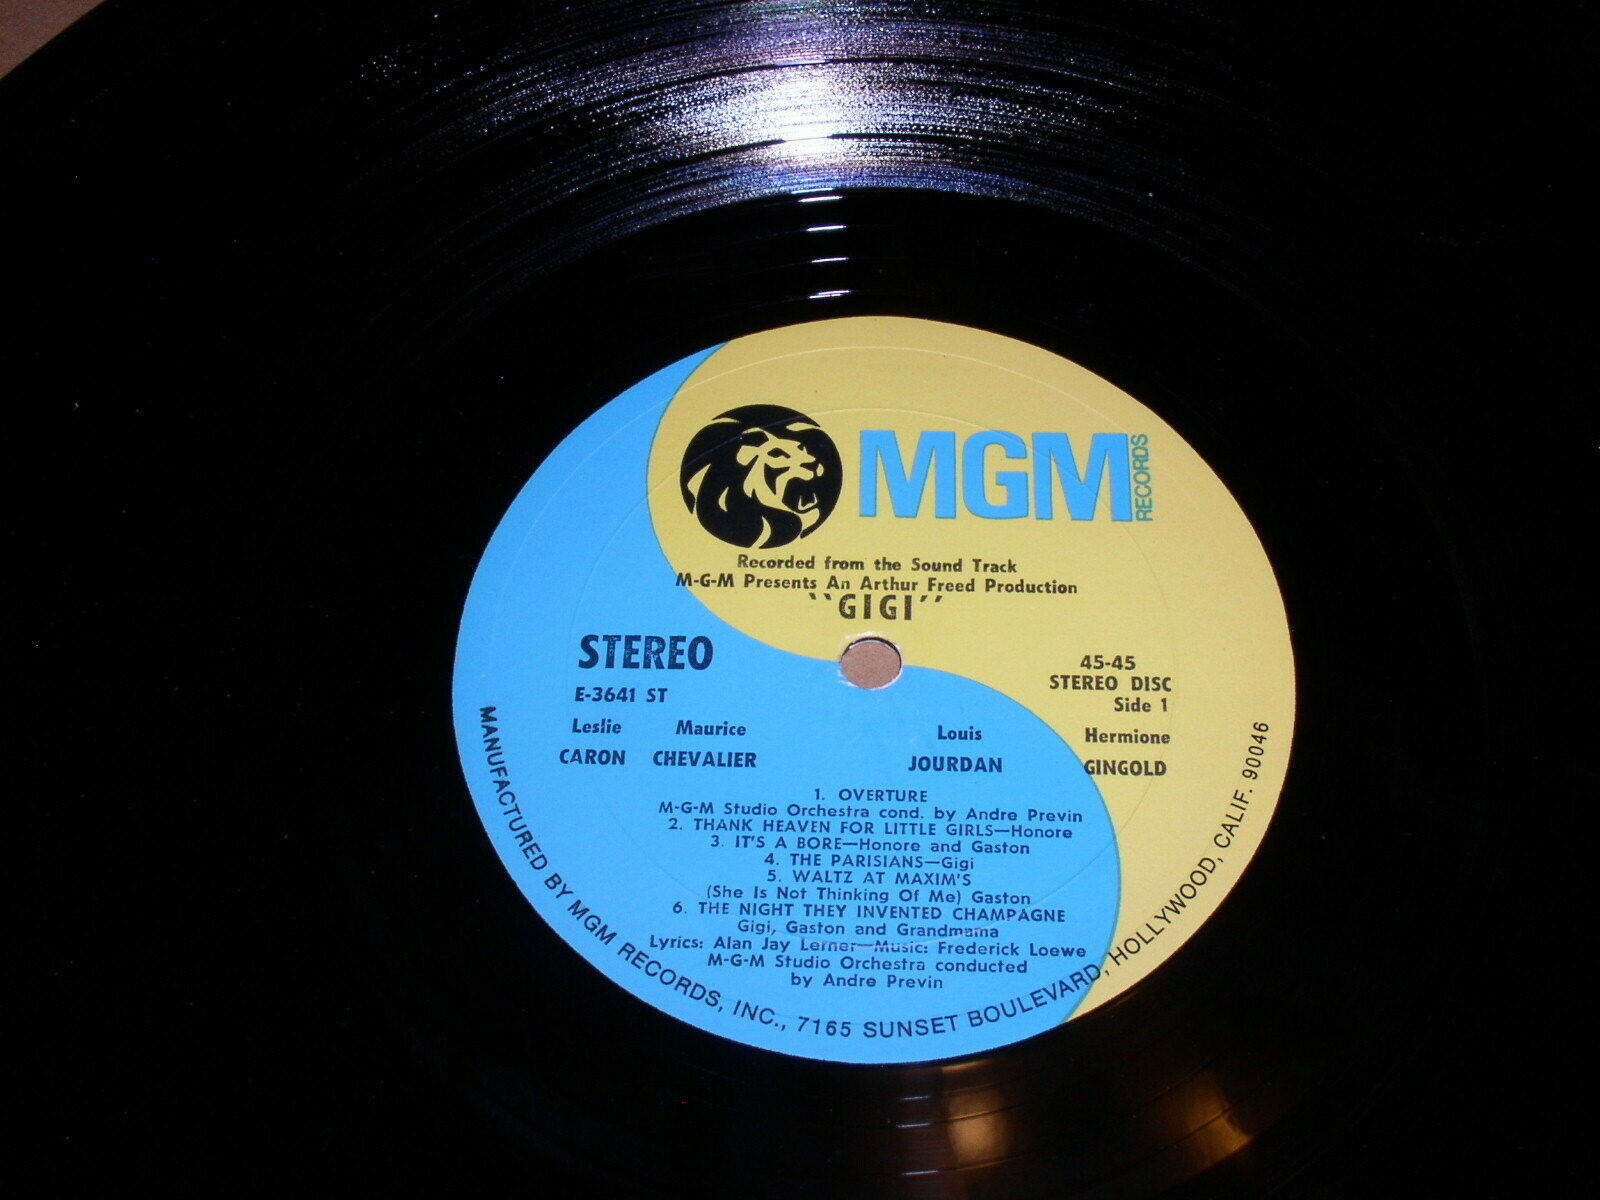 MGM RECORDS
Recorded from the Sound Track
M-G-M Presents An Arthur Freed Production
"GIGI"
STEREO
E-3641 ST
45-45
STEREO DISC
Side 1
Leslie Maurice Louis Hermione
CARON CHEVALIER JOURDAN GINGOLD
1. OVERTURE
M-G-M Studio Orchestra cond. by Andre Previn
2. THANK HEAVEN FOR LITTLE GIRLS—Honore
3. IT'S A BORE—Honore and Gaston
4. THE PARISIANS—Gigi
5. WALTZ AT MAXIM'S
(She Is Not Thinking Of Me) Gaston
6. THE NIGHT THEY INVENTED CHAMPAGNE
Gigi, Gaston and Grandmama
Lyrics: Alan Jay Lerner—Music: Frederick Loewe
M-G-M Studio Orchestra conducted
by Andre Previn
MANUFACTURED BY MGM RECORDS, INC., 7165 SUNSET BOULEVARD, HOLLYWOOD, CALIF. 90046